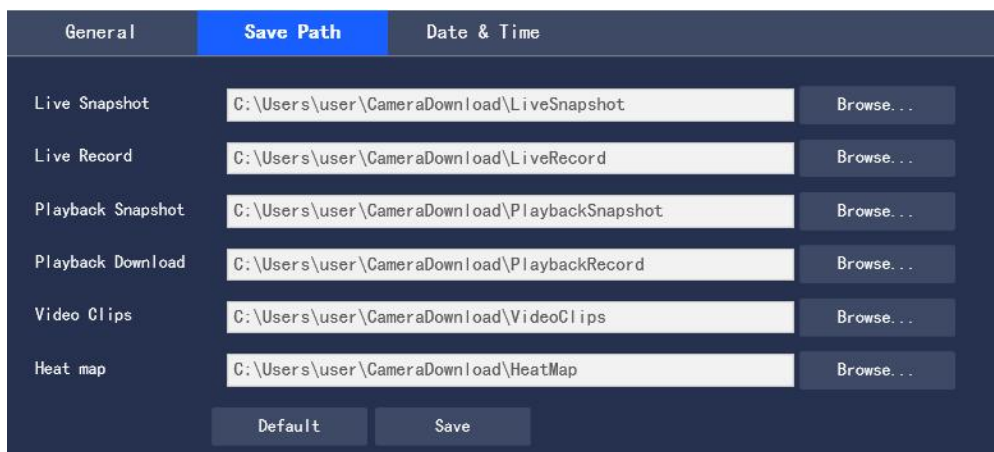 General Save Path Date & Time
Live Snapshot C:\Users\user\CameraDownload\LiveSnapshot Browse...
Live Record C:\Users\user\CameraDownload\LiveRecord Browse...
Playback Snapshot C:\Users\user\CameraDownload\PlaybackSnapshot Browse...
Playback Download C:\Users\user\CameraDownload\PlaybackRecord Browse...
Video Clips C:\Users\user\CameraDownload\VideoClips Browse...
Heat map C:\Users\user\CameraDownload\HeatMap Browse...
Default Save